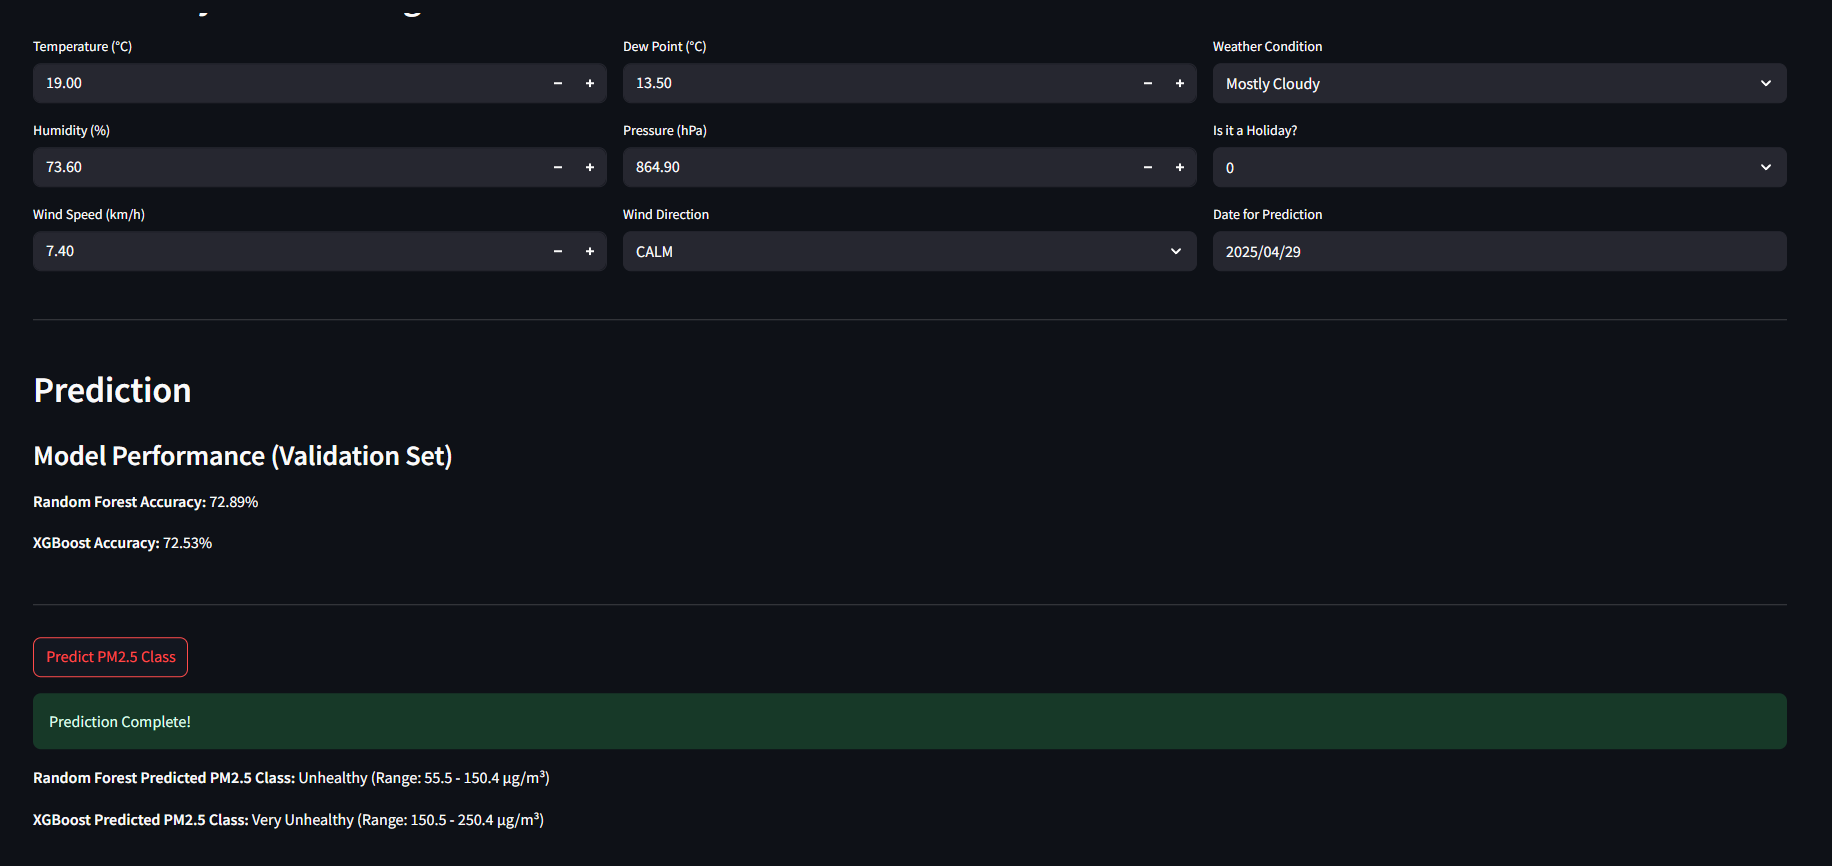 Temperature (°C) Dew Point (°C) Weather Condition
19.00 − + 13.50 − + Mostly Cloudy
Humidity (%) Pressure (hPa) Is it a Holiday?
73.60 − + 864.90 − + 0
Wind Speed (km/h) Wind Direction Date for Prediction
7.40 − + CALM 2025/04/29
Prediction
Model Performance (Validation Set)
Random Forest Accuracy: 72.89%
XGBoost Accuracy: 72.53%
Predict PM2.5 Class
Prediction Complete!
Random Forest Predicted PM2.5 Class: Unhealthy (Range: 55.5 - 150.4 µg/m³)
XGBoost Predicted PM2.5 Class: Very Unhealthy (Range: 150.5 - 250.4 µg/m³)